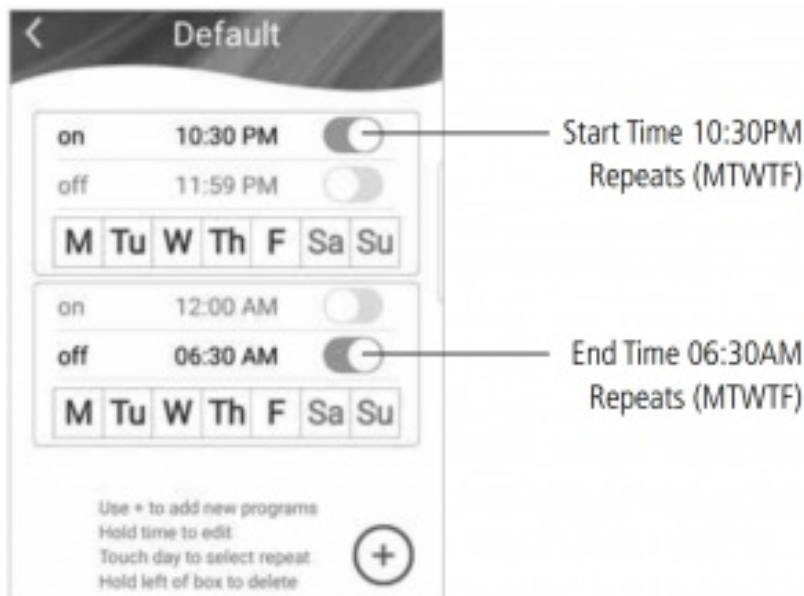 Default
on 10:30 PM
off 11:59 PM
M Tu W Th F Sa Su
on 12:00 AM
off 06:30 AM
M Tu W Th F Sa Su
Use + to add new programs
Hold time to edit
Touch day to select repeat
Hold left of box to delete
+
Start Time 10:30PM
Repeats (MTWTF)
End Time 06:30AM
Repeats (MTWTF)